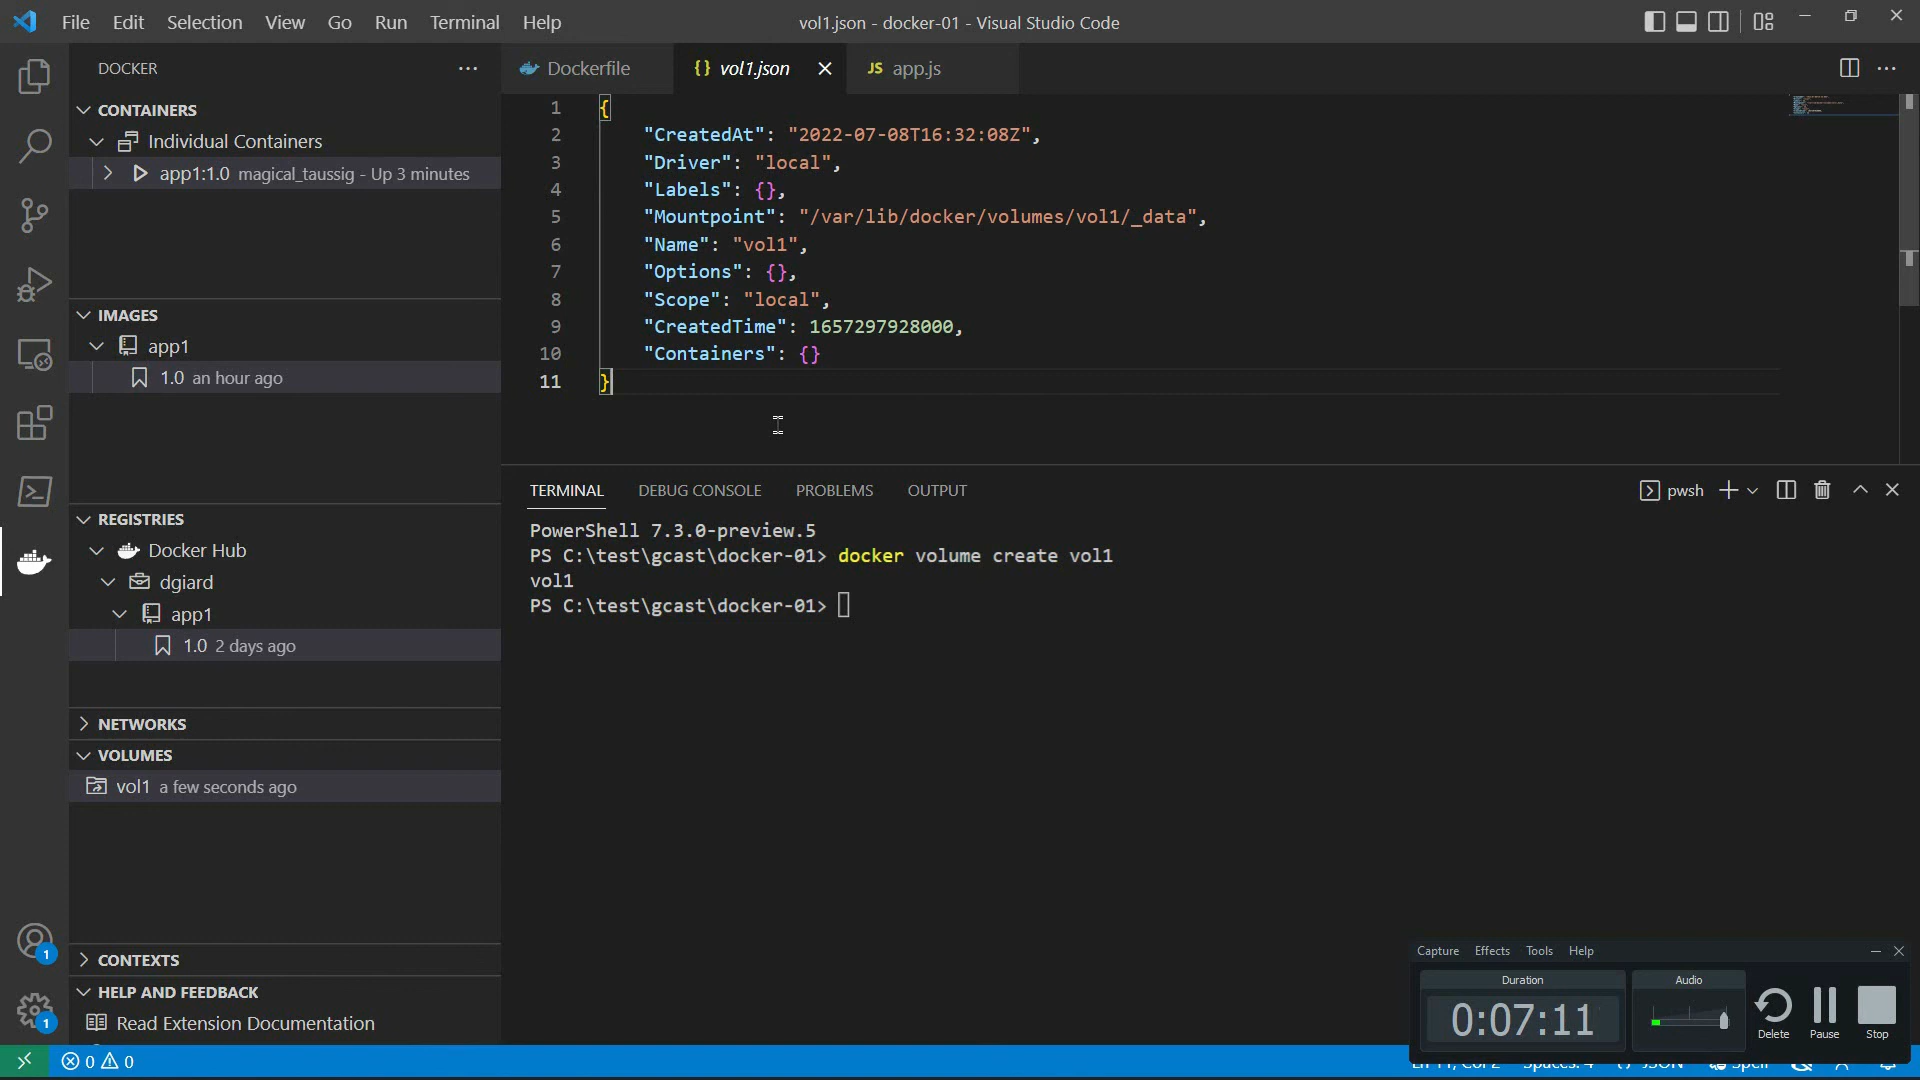 File Edit Selection View Go Run Terminal Help
vol1.json - docker-01 - Visual Studio Code
DOCKER
CONTAINERS
Individual Containers
app1:1.0 magical_taussig - Up 3 minutes
IMAGES
app1
1.0 an hour ago
REGISTRIES
Docker Hub
dgiard
app1
1.0 2 days ago
NETWORKS
VOLUMES
vol1 a few seconds ago
CONTEXTS
HELP AND FEEDBACK
Read Extension Documentation
1
1
Dockerfile
{} vol1.json
JS app.js
1 {
2 "CreatedAt": "2022-07-08T16:32:08Z",
3 "Driver": "local",
4 "Labels": {},
5 "Mountpoint": "/var/lib/docker/volumes/vol1/_data",
6 "Name": "vol1",
7 "Options": {},
8 "Scope": "local",
9 "CreatedTime": 1657297928000,
10 "Containers": {}
11 }
TERMINAL DEBUG CONSOLE PROBLEMS OUTPUT
pwsh
PowerShell 7.3.0-preview.5
PS C:\test\gcast\docker-01> docker volume create vol1
vol1
PS C:\test\gcast\docker-01>
Capture Effects Tools Help
Duration
0:07:11
Audio
Delete
Pause
Stop
0 0